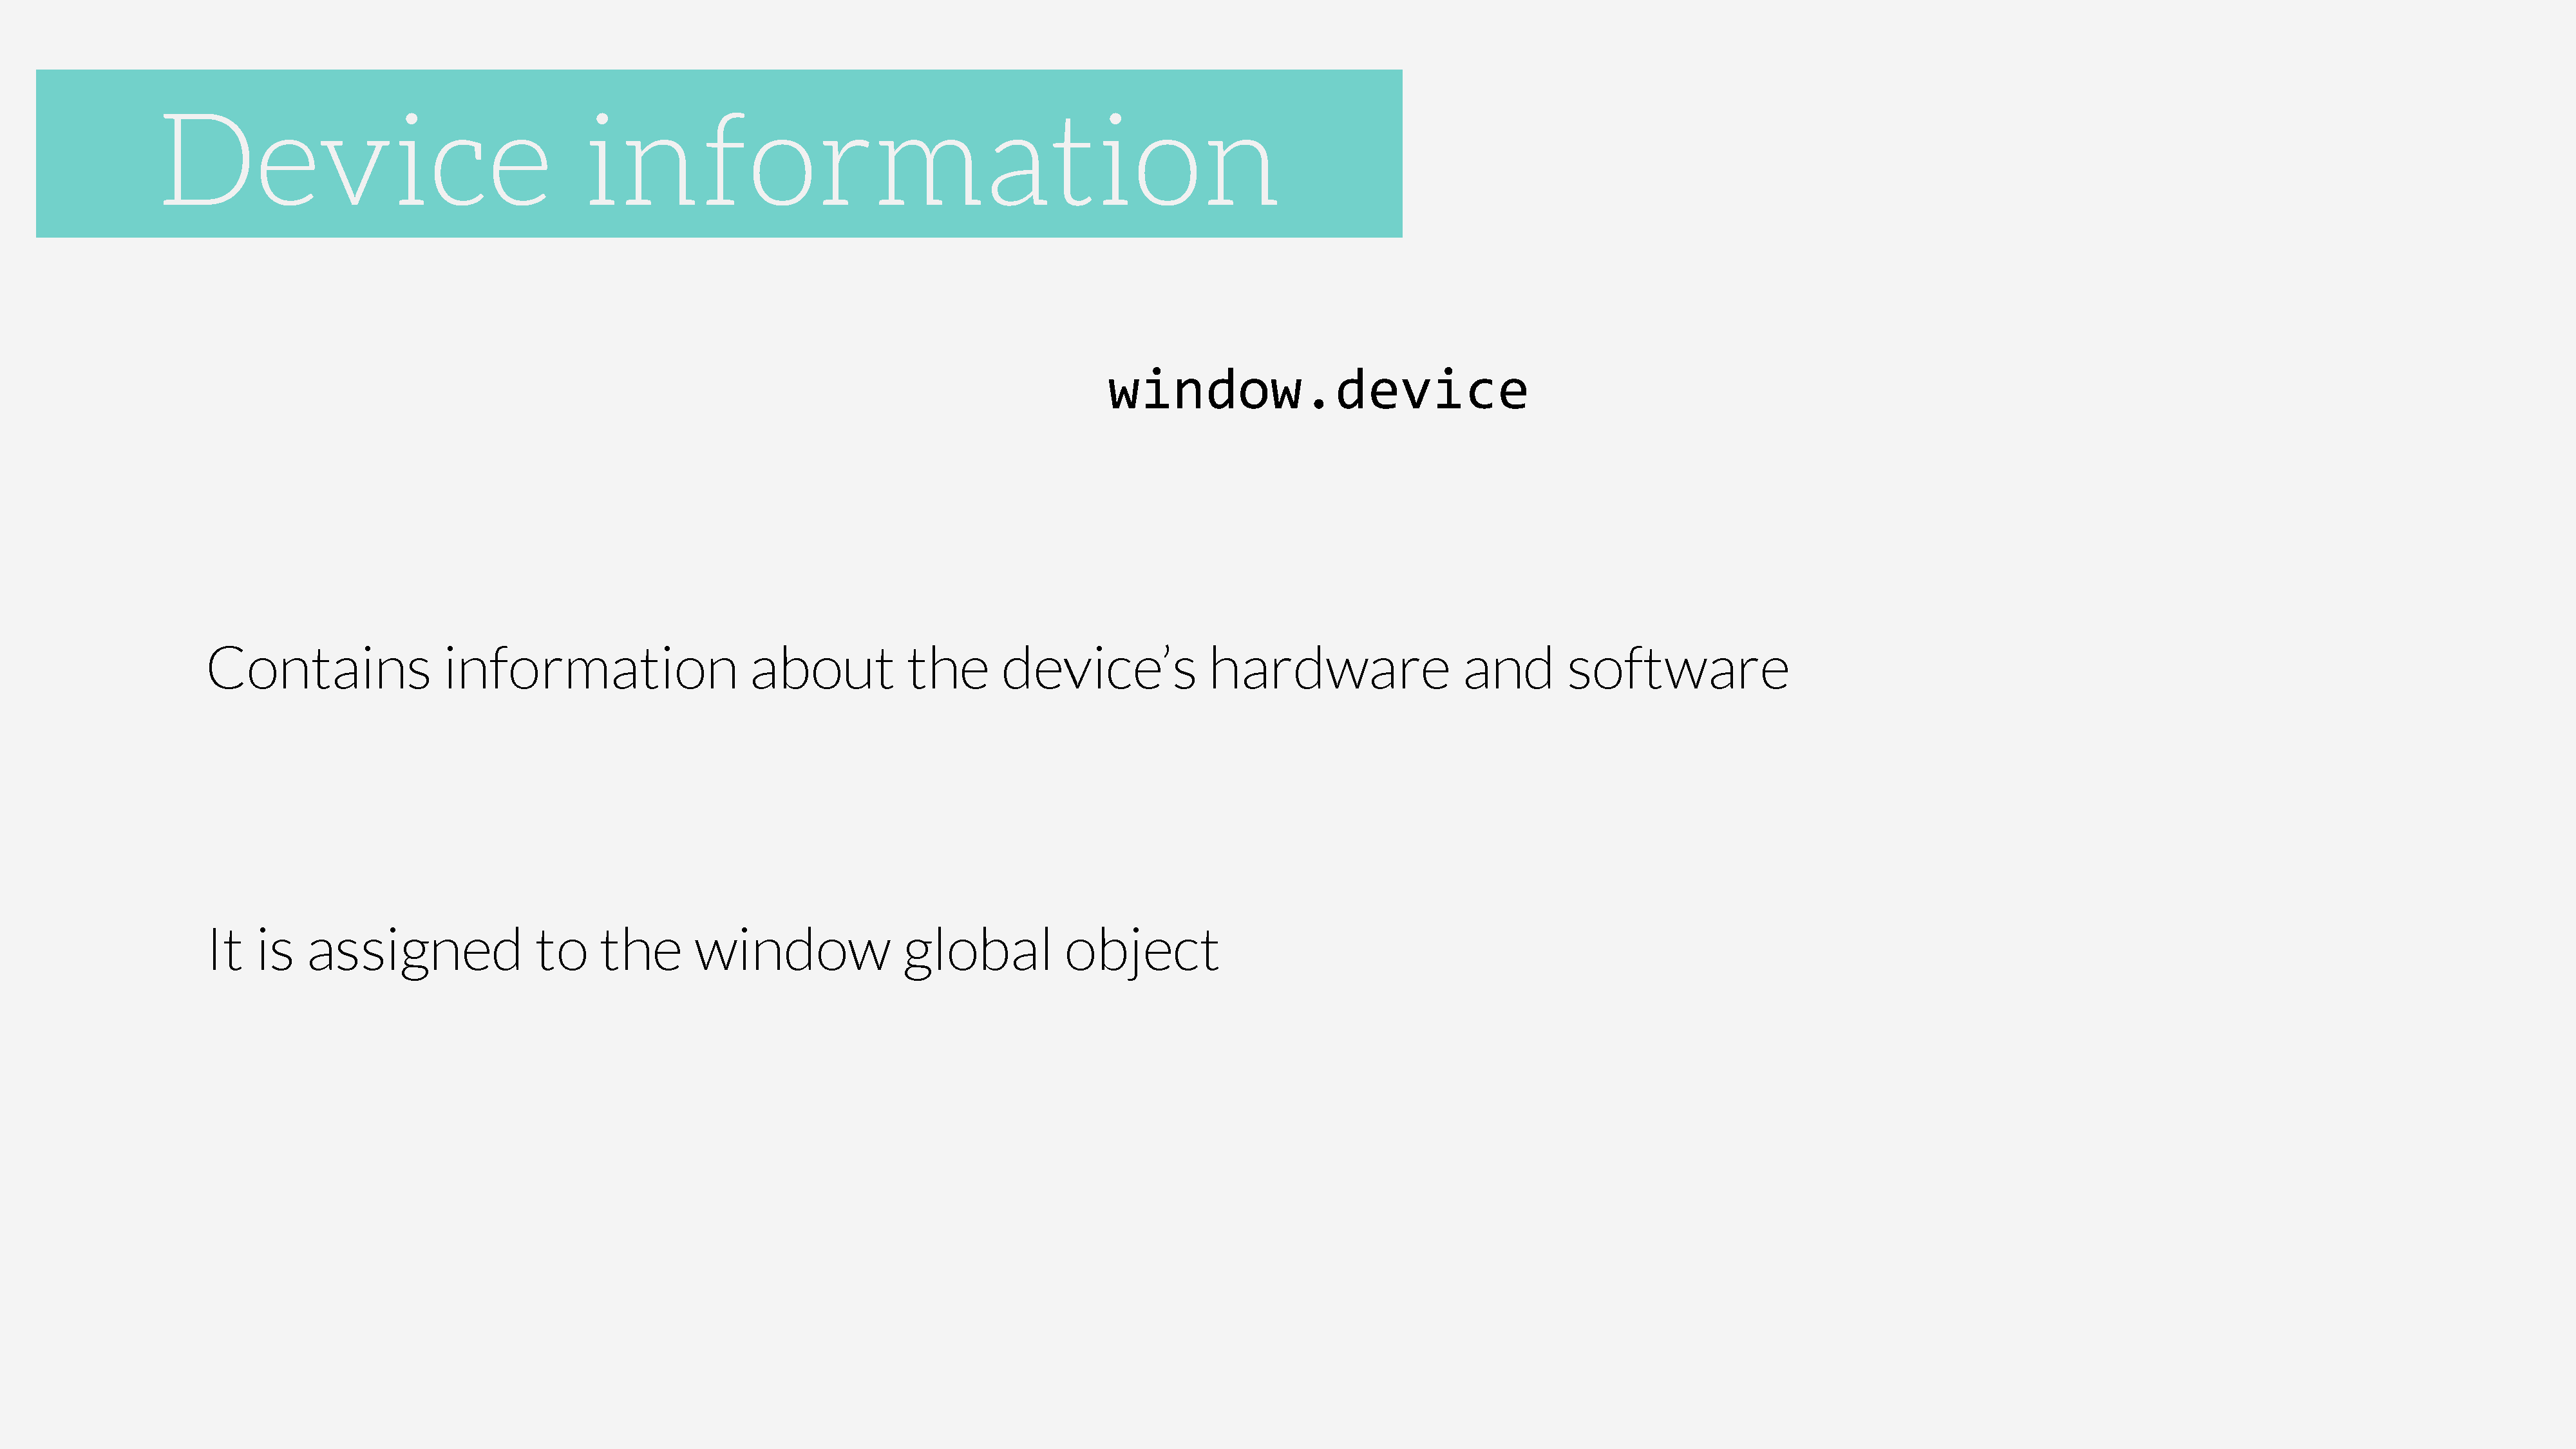 Device information
window.device
Contains information about the device’s hardware and software
It is assigned to the window global object